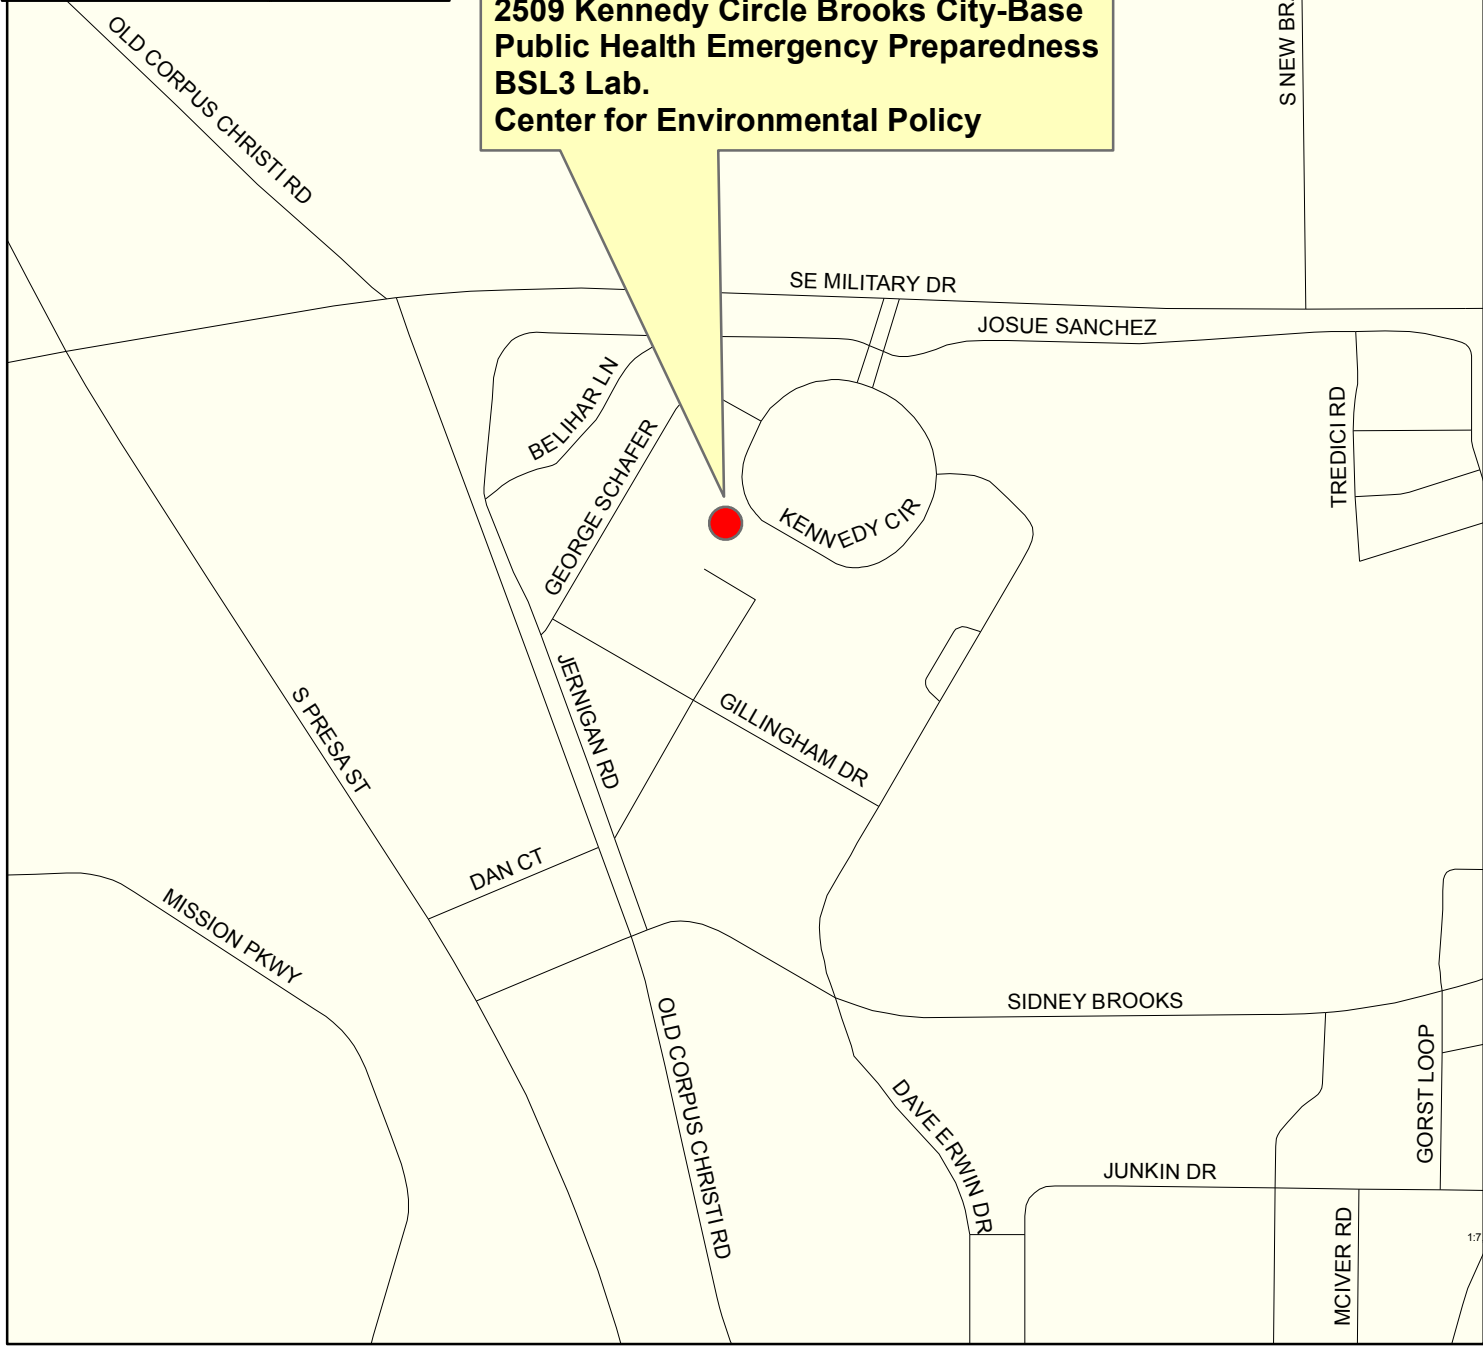 2509 Kennedy Circle Brooks City-Base
Public Health Emergency Preparedness
BSL3 Lab.
Center for Environmental Policy
OLD CORPUS CHRISTI RD
S NEW BR
SE MILITARY DR
JOSUE SANCHEZ
BELIHAR LN
TREDICI RD
GEORGE SCHAFER
KENNEDY CIR
JERNIGAN RD
S PRESA ST
GILLINGHAM DR
DAN CT
MISSION PKWY
SIDNEY BROOKS
OLD CORPUS CHRISTI RD
GORST LOOP
DAVE ERWIN DR
JUNKIN DR
MCIVER RD
1:7